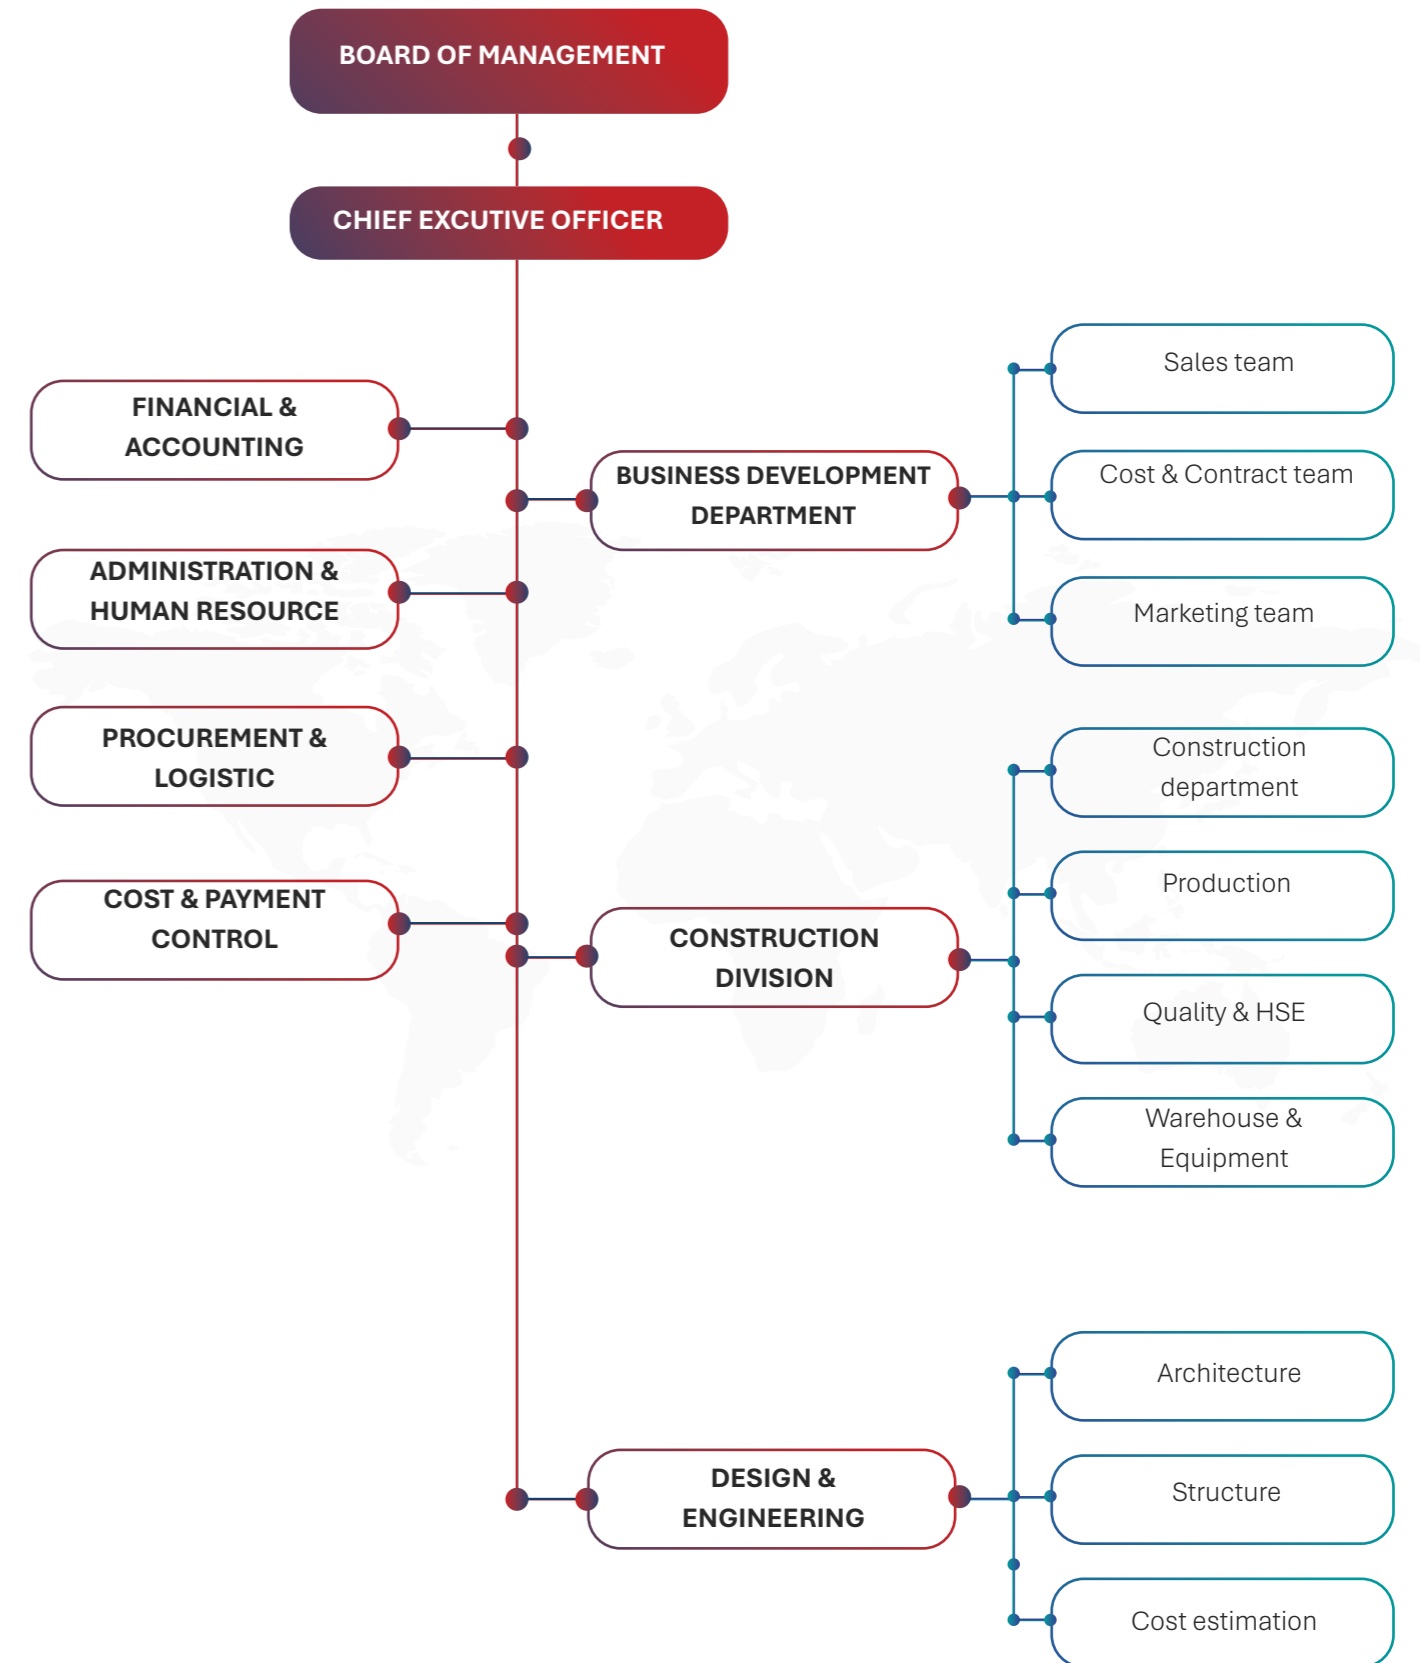 BOARD OF MANAGEMENT
CHIEF EXCUTIVE OFFICER
FINANCIAL &
ACCOUNTING
ADMINISTRATION &
HUMAN RESOURCE
PROCUREMENT &
LOGISTIC
COST & PAYMENT
CONTROL
BUSINESS DEVELOPMENT
DEPARTMENT
Sales team
Cost & Contract team
Marketing team
CONSTRUCTION
DIVISION
Construction
department
Production
Quality & HSE
Warehouse &
Equipment
DESIGN &
ENGINEERING
Architecture
Structure
Cost estimation